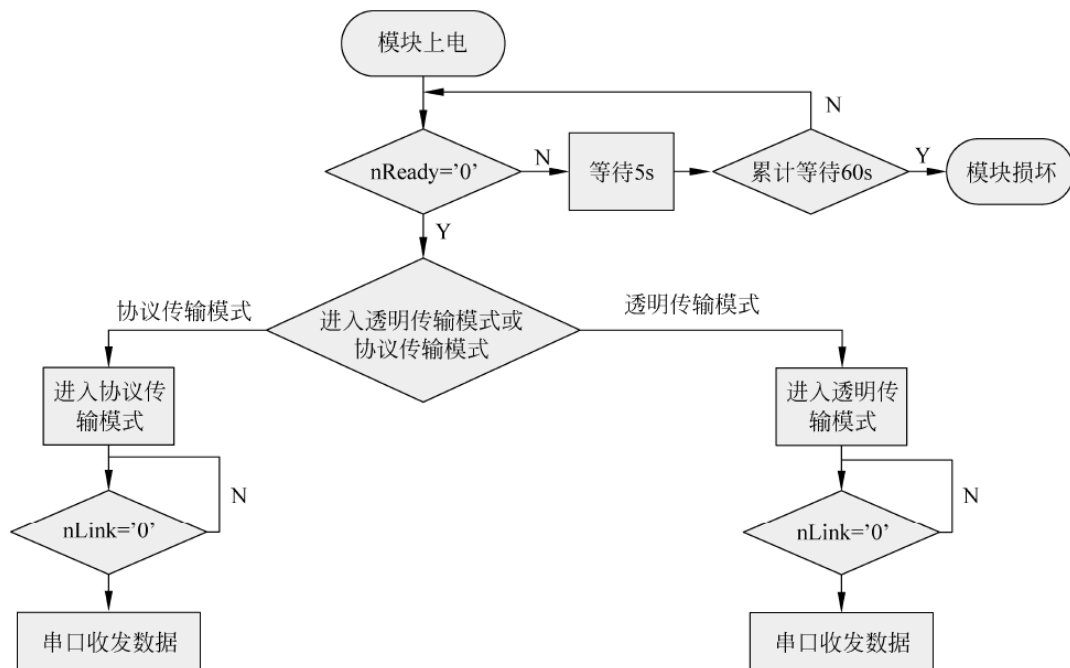 模块上电
N
nReady=’0’
N
等待5s
累计等待60s
Y
模块损坏
Y
协议传输模式
进入透明传输模式或
协议传输模式
透明传输模式
进入协议传
输模式
进入透明传
输模式
N
nLink=’0’
N
nLink=’0’
串口收发数据
串口收发数据